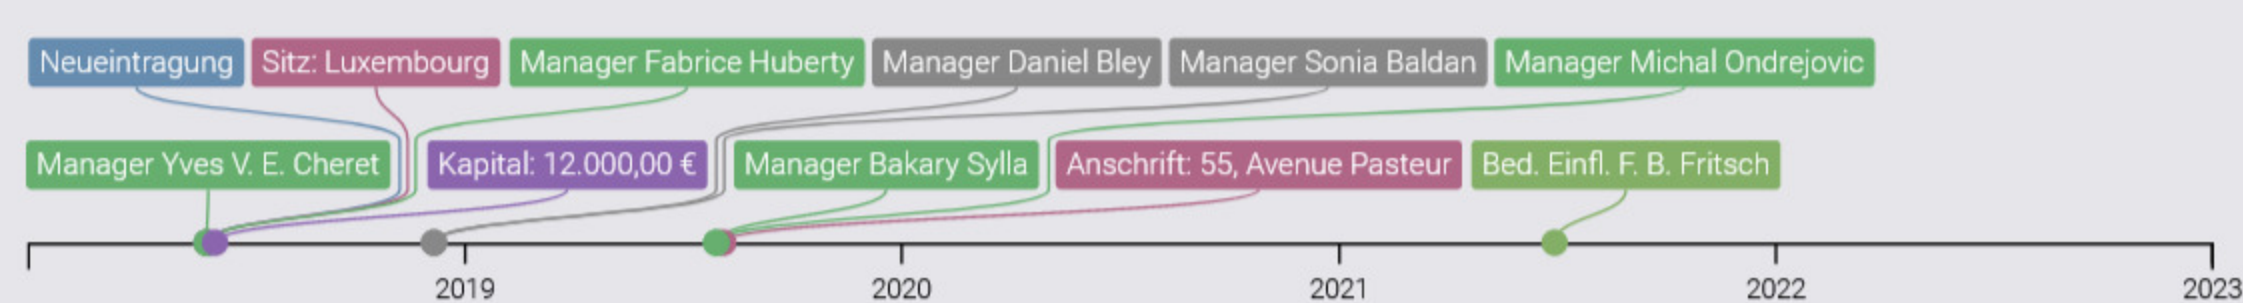 Neueintragung Sitz: Luxembourg Manager Fabrice Huberty Manager Daniel Bley Manager Sonia Baldan Manager Michal Ondrejovic
Manager Yves V. E. Cheret Kapital: 12.000,00 € Manager Bakary Sylla Anschrift: 55, Avenue Pasteur Bed. Einfl. F. B. Fritsch
2019 2020 2021 2022 2023